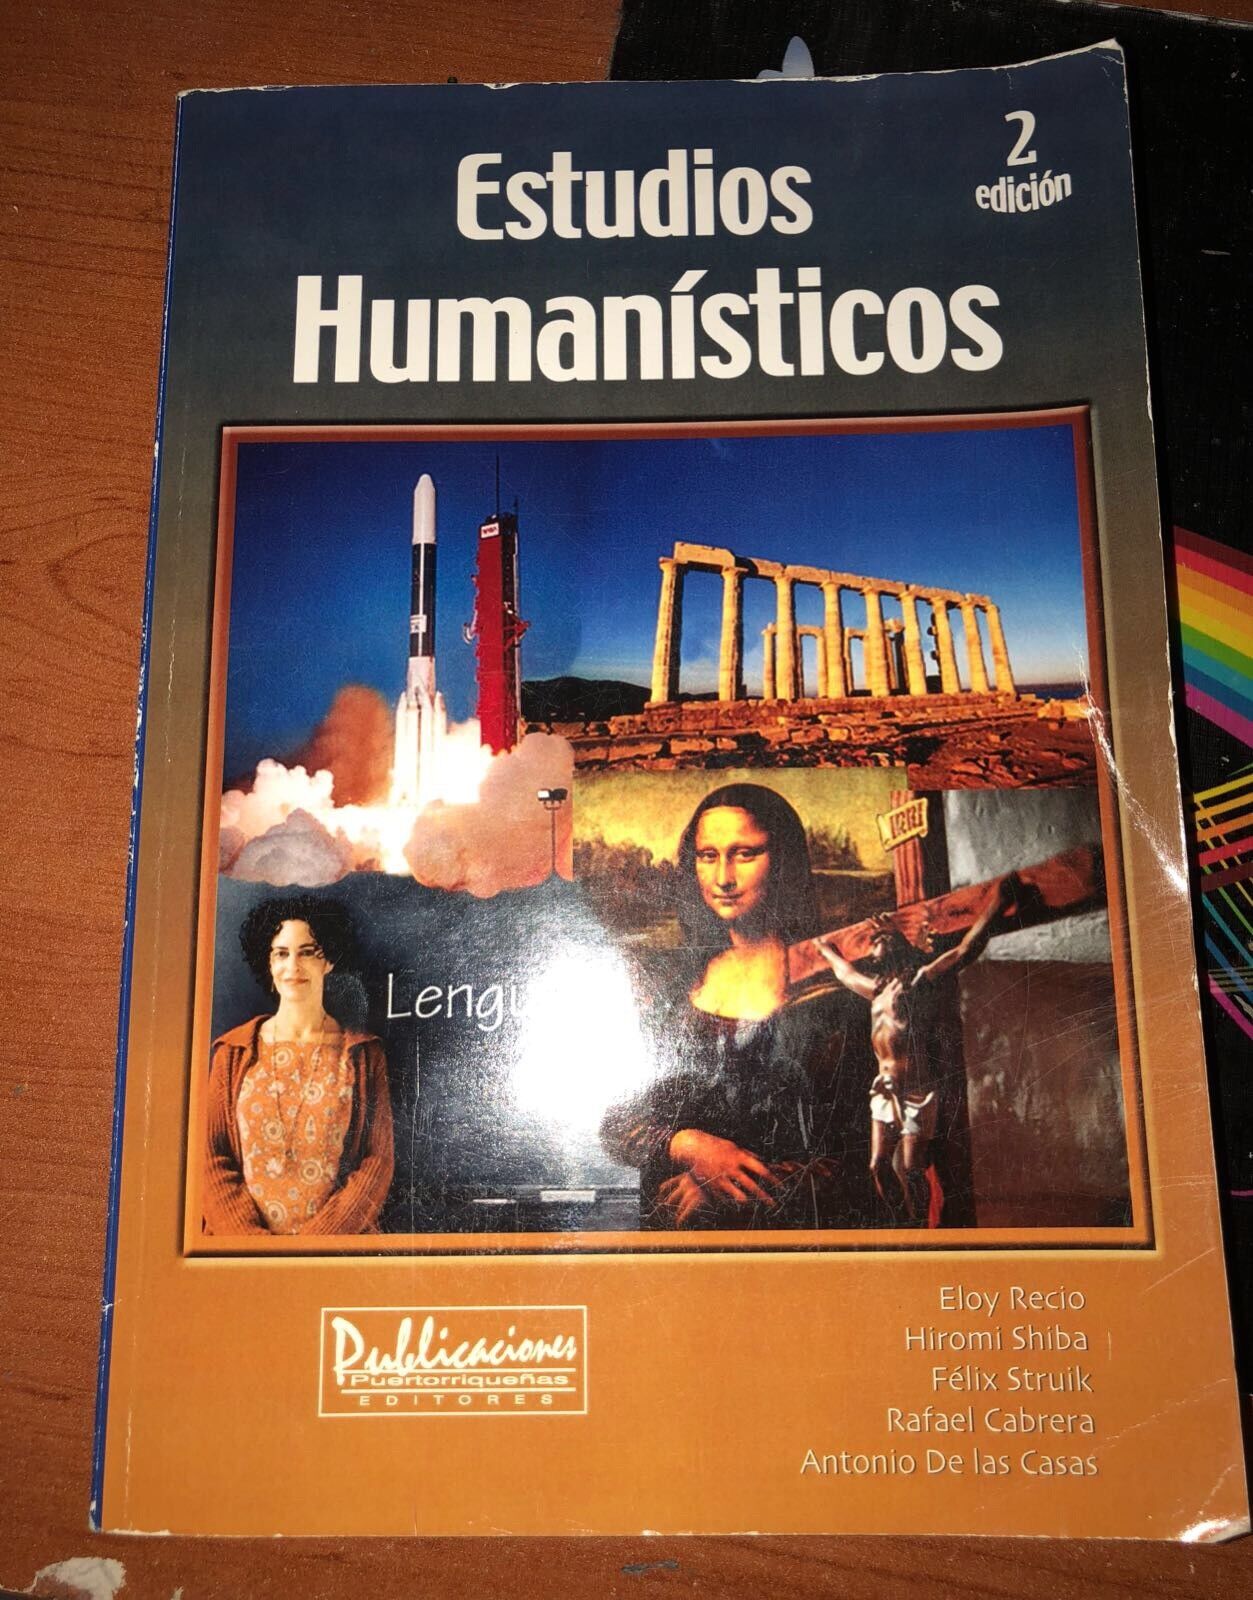 2
edición
Estudios
Humanísticos
INRI
Eloy Recio
Hiromi Shiba
Félix Struik
Rafael Cabrera
Antonio De las Casas
Publicaciones
Puertorriqueñas
EDITORES